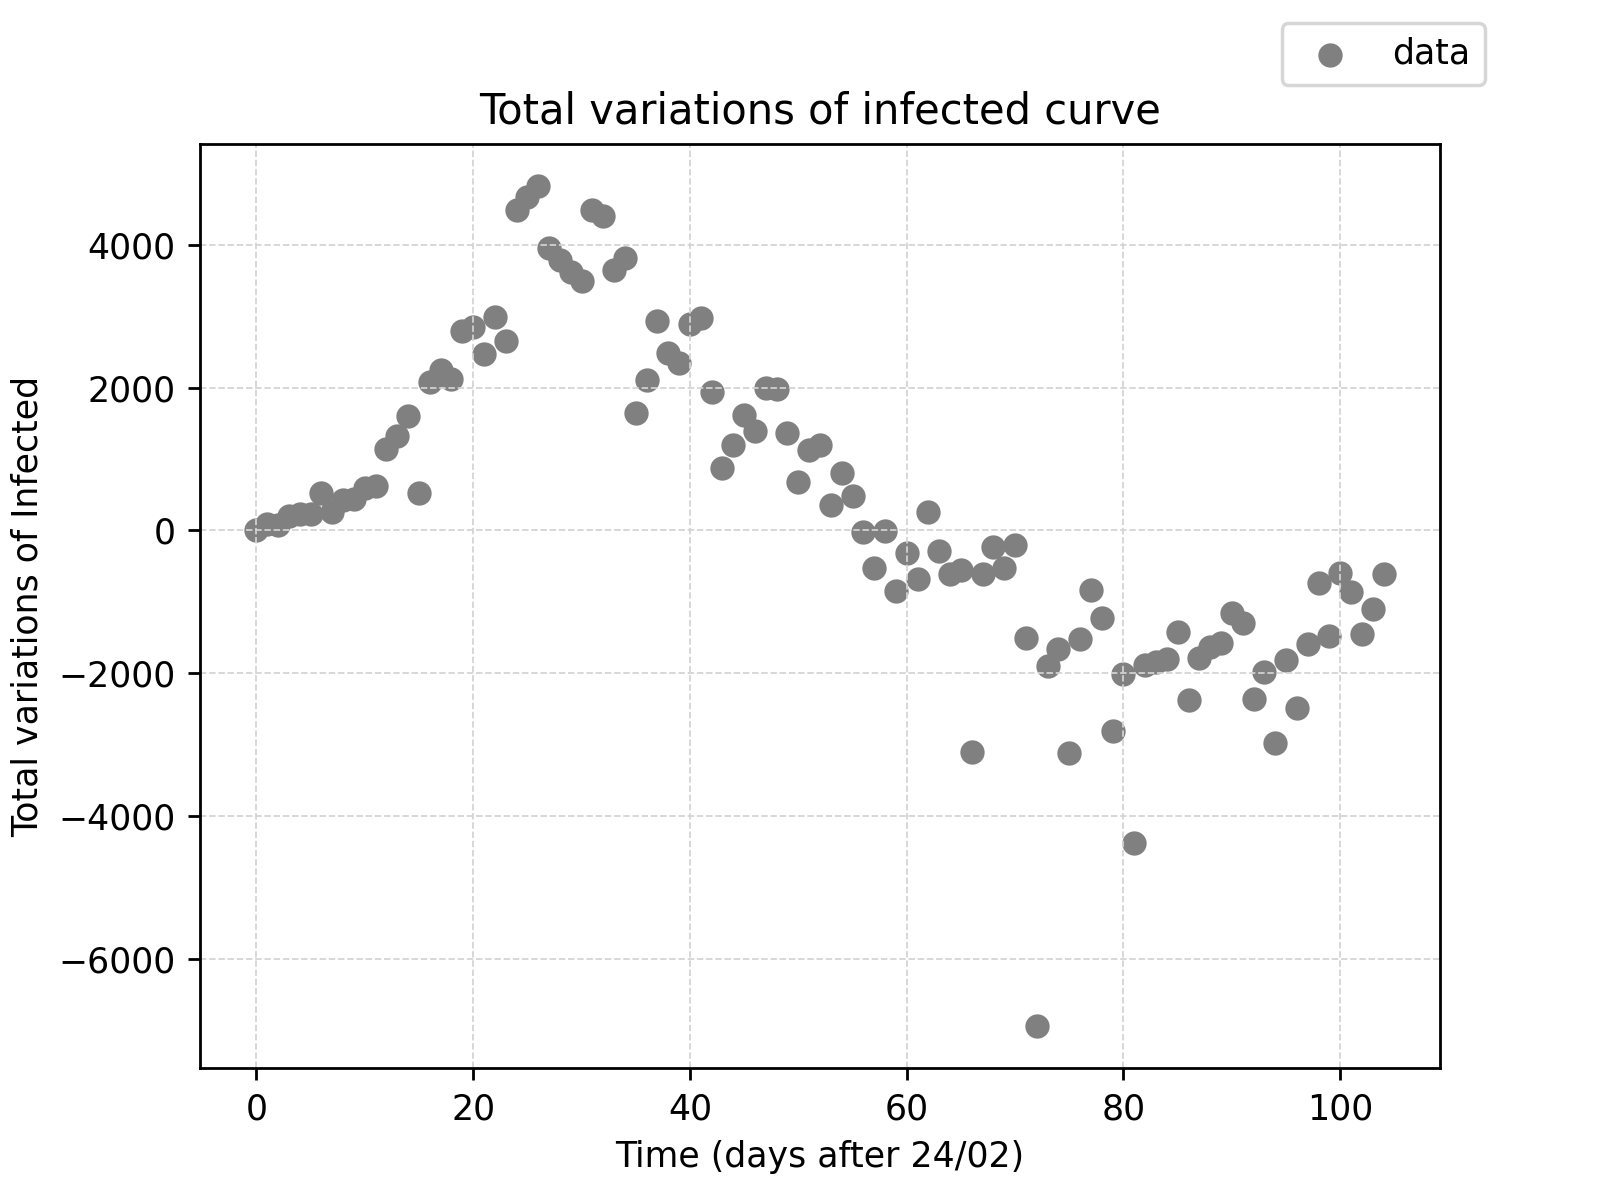 data
Total variations of infected curve
Total variations of Infected
4000
2000
0
−2000
−4000
−6000
0 20 40 60 80 100
Time (days after 24/02)